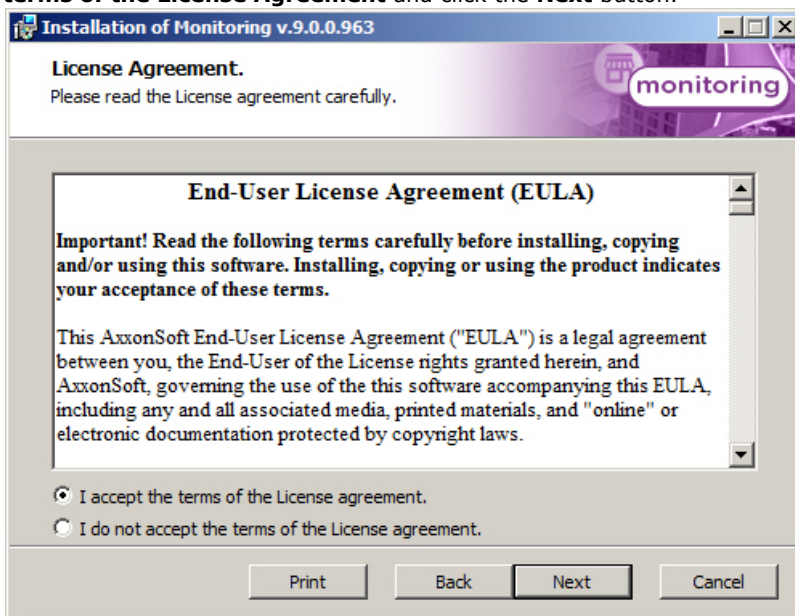 terms of the License Agreement and click the Next button.
Installation of Monitoring v.9.0.0.963
License Agreement.
Please read the License agreement carefully.
monitoring
End-User License Agreement (EULA)
Important! Read the following terms carefully before installing, copying
and/or using this software. Installing, copying or using the product indicates
your acceptance of these terms.
This AxxonSoft End-User License Agreement ("EULA") is a legal agreement
between you, the End-User of the License rights granted herein, and
AxxonSoft, governing the use of the this software accompanying this EULA,
including any and all associated media, printed materials, and "online" or
electronic documentation protected by copyright laws.
I accept the terms of the License agreement.
I do not accept the terms of the License agreement.
Print Back Next Cancel